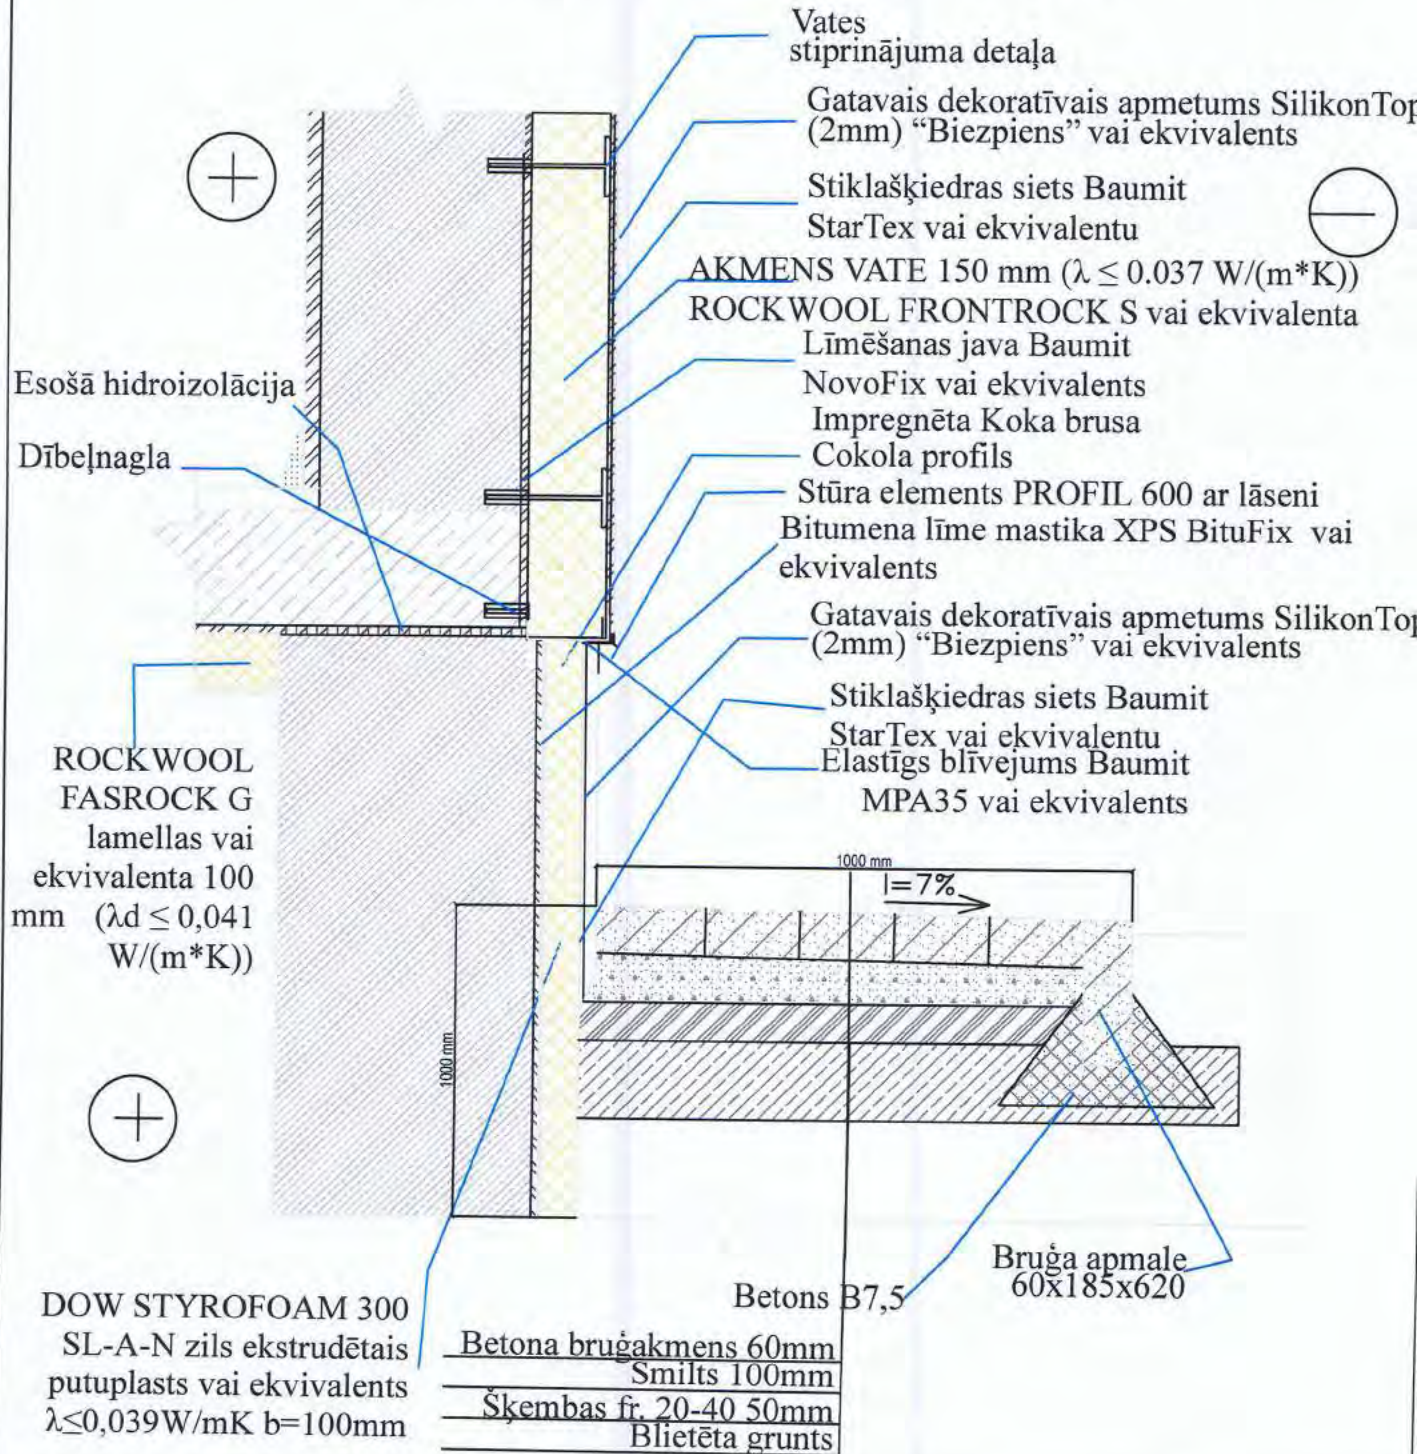 Vates
stiprinājuma detaļa
Gatavais dekoratīvais apmetums SilikonTop
(2mm) “Biezpiens” vai ekvivalents
Stiklašķiedras siets Baumit
StarTex vai ekvivalentu
AKMENS VATE 150 mm (λ ≤ 0.037 W/(m*K))
ROCKWOOL FRONTROCK S vai ekvivalenta
Līmēšanas java Baumit
NovoFix vai ekvivalents
Impregnēta Koka brusa
Cokola profils
Stūra elements PROFIL 600 ar lāseni
Bitumena līme mastika XPS BituFix vai
ekvivalents
Gatavais dekoratīvais apmetums SilikonTop
(2mm) “Biezpiens” vai ekvivalents
Stiklašķiedras siets Baumit
StarTex vai ekvivalentu
Elastīgs blīvejums Baumit
MPA35 vai ekvivalents
Esošā hidroizolācija
Dībeļnagla
ROCKWOOL
FASROCK G
lamellas vai
ekvivalenta 100
mm (λd ≤ 0,041
W/(m*K))
1000 mm
I=7%
1000 mm
DOW STYROFOAM 300
SL-A-N zils ekstrudētais
putuplasts vai ekvivalents
λ≤0,039W/mK b=100mm
Betons B7,5
Bruģa apmale
60x185x620
Betona bruģakmens 60mm
Smilts 100mm
Šķembas fr. 20-40 50mm
Blietēta grunts